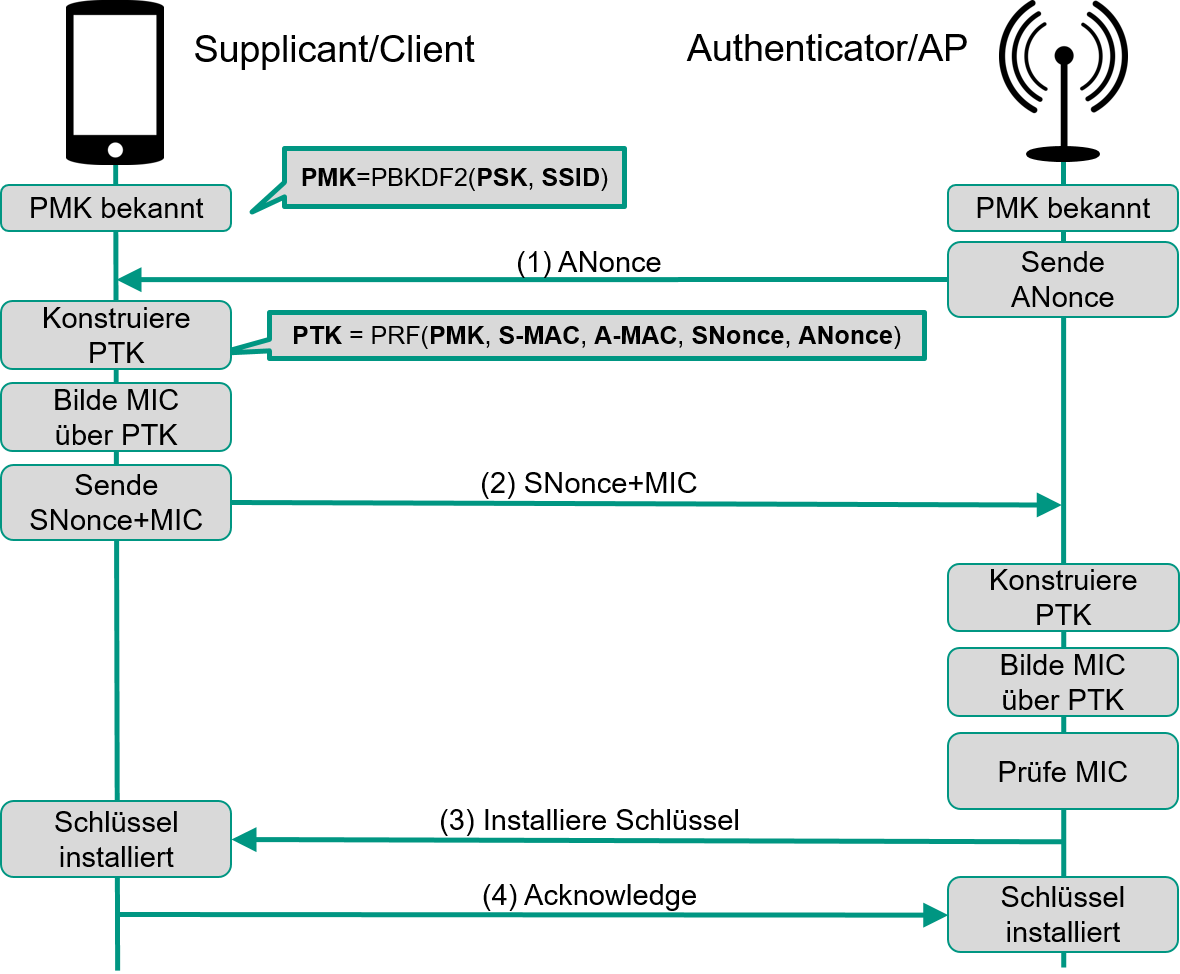 Supplicant/Client
Authenticator/AP
PMK=PBKDF2(PSK, SSID)
PMK bekannt
PMK bekannt
(1) ANonce
Sende
ANonce
Konstruiere
PTK
PTK = PRF(PMK, S-MAC, A-MAC, SNonce, ANonce)
Bilde MIC
über PTK
Sende
SNonce+MIC
(2) SNonce+MIC
Konstruiere
PTK
Bilde MIC
über PTK
Prüfe MIC
(3) Installiere Schlüssel
Schlüssel
installiert
(4) Acknowledge
Schlüssel
installiert